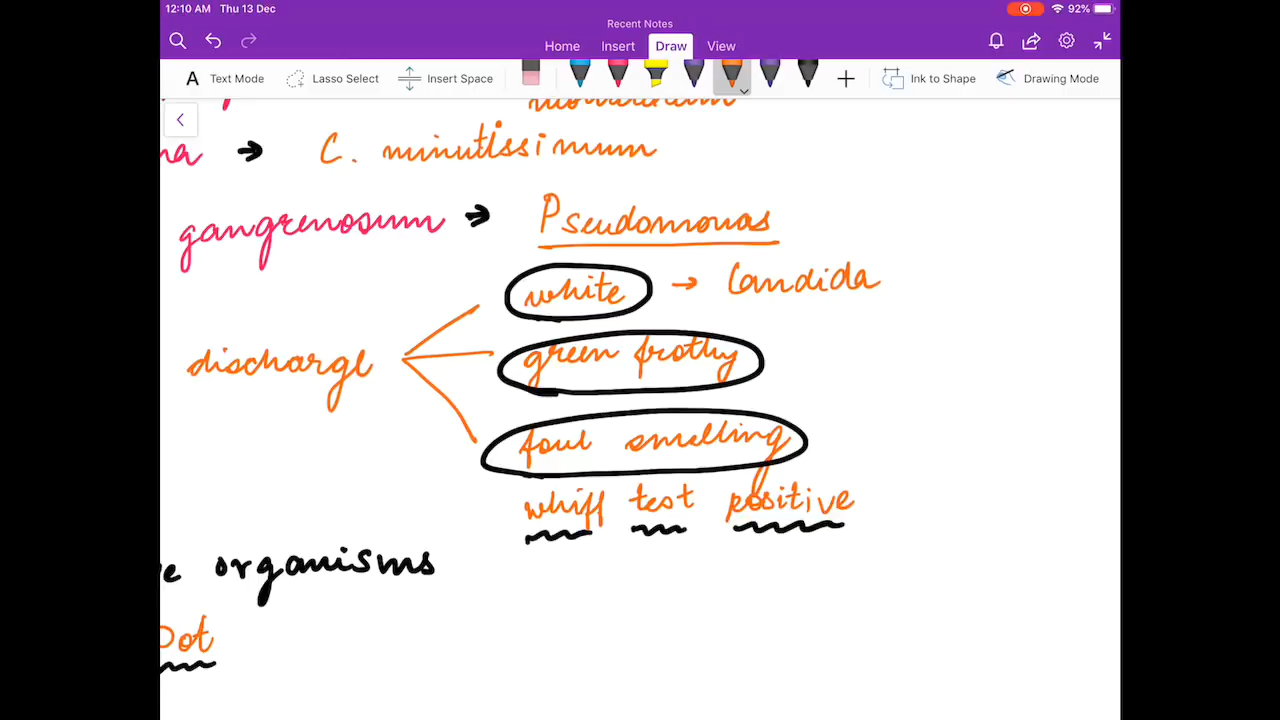 12:10 AM Thu 13 Dec 92%
Recent Notes
Home Insert Draw View
A Text Mode Lasso Select Insert Space Ink to Shape Drawing Mode
C. minutissimum
gangrenosum → Pseudomonas
white → Candida
green frothy
discharge
foul smelling
whiff test positive
organisms
Dot